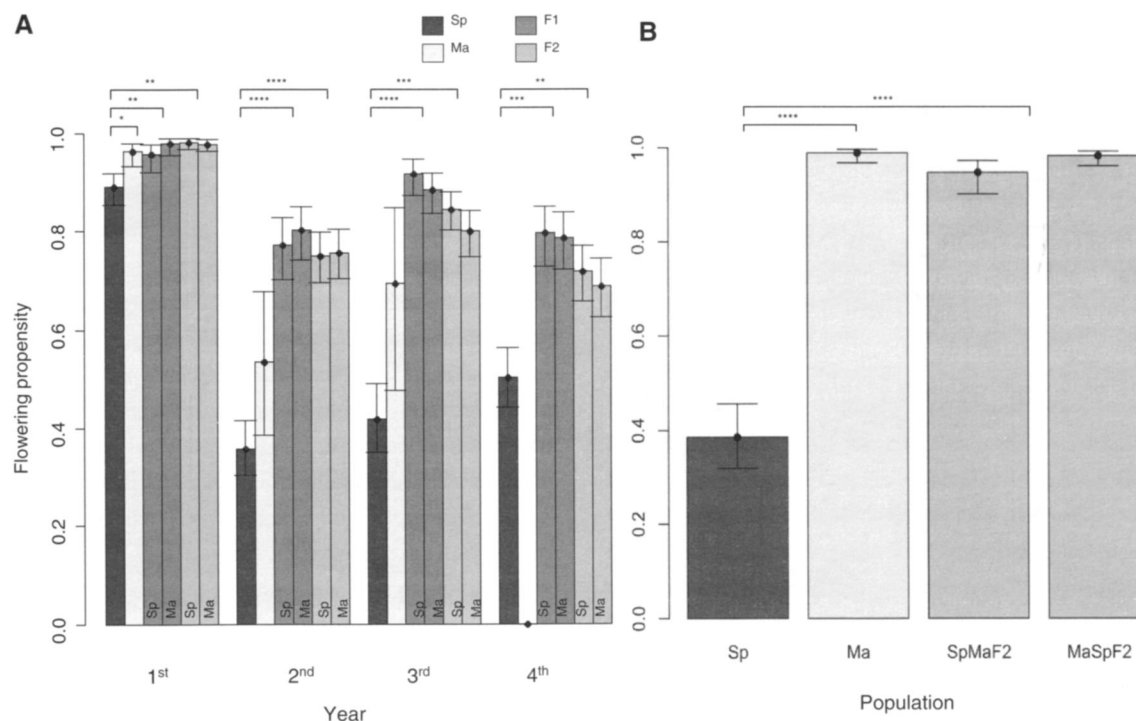 A
Sp
F1
Ma
F2
B
** **** *** **
** **** **** ***
*
****
****
Flowering propensity
1.0
0.8
0.6
0.4
0.2
0.0
Sp Ma Sp Ma Sp Ma Sp Ma Sp Ma Sp Ma Sp Ma Sp Ma
1st 2nd 3rd 4th
Year
1.0
0.8
0.6
0.4
0.2
0.0
Sp Ma SpMaF2 MaSpF2
Population